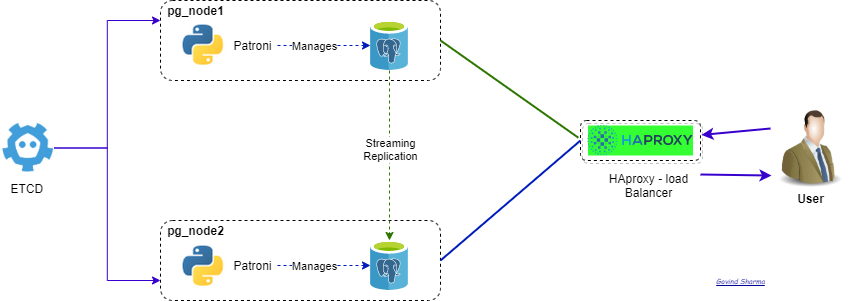 pg_node1
Patroni
Manages
Streaming
Replication
ETCD
HAPROXY
HAproxy - load
Balancer
User
pg_node2
Patroni
Manages
Govind Sharma